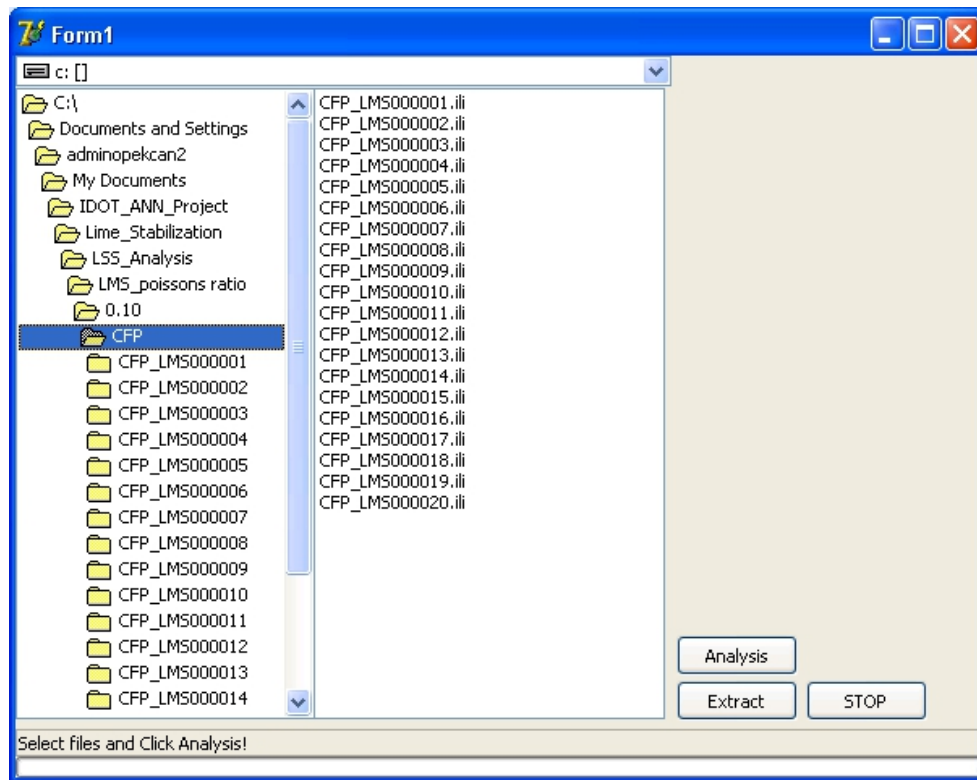 Form1
c: []
C:\
Documents and Settings
adminopekcan2
My Documents
IDOT_ANN_Project
Lime_Stabilization
LSS_Analysis
LMS_poissons ratio
0.10
CFP
CFP_LMS000001
CFP_LMS000002
CFP_LMS000003
CFP_LMS000004
CFP_LMS000005
CFP_LMS000006
CFP_LMS000007
CFP_LMS000008
CFP_LMS000009
CFP_LMS000010
CFP_LMS000011
CFP_LMS000012
CFP_LMS000013
CFP_LMS000014
CFP_LMS000001.ili
CFP_LMS000002.ili
CFP_LMS000003.ili
CFP_LMS000004.ili
CFP_LMS000005.ili
CFP_LMS000006.ili
CFP_LMS000007.ili
CFP_LMS000008.ili
CFP_LMS000009.ili
CFP_LMS000010.ili
CFP_LMS000011.ili
CFP_LMS000012.ili
CFP_LMS000013.ili
CFP_LMS000014.ili
CFP_LMS000015.ili
CFP_LMS000016.ili
CFP_LMS000017.ili
CFP_LMS000018.ili
CFP_LMS000019.ili
CFP_LMS000020.ili
Analysis
Extract STOP
Select files and Click Analysis!